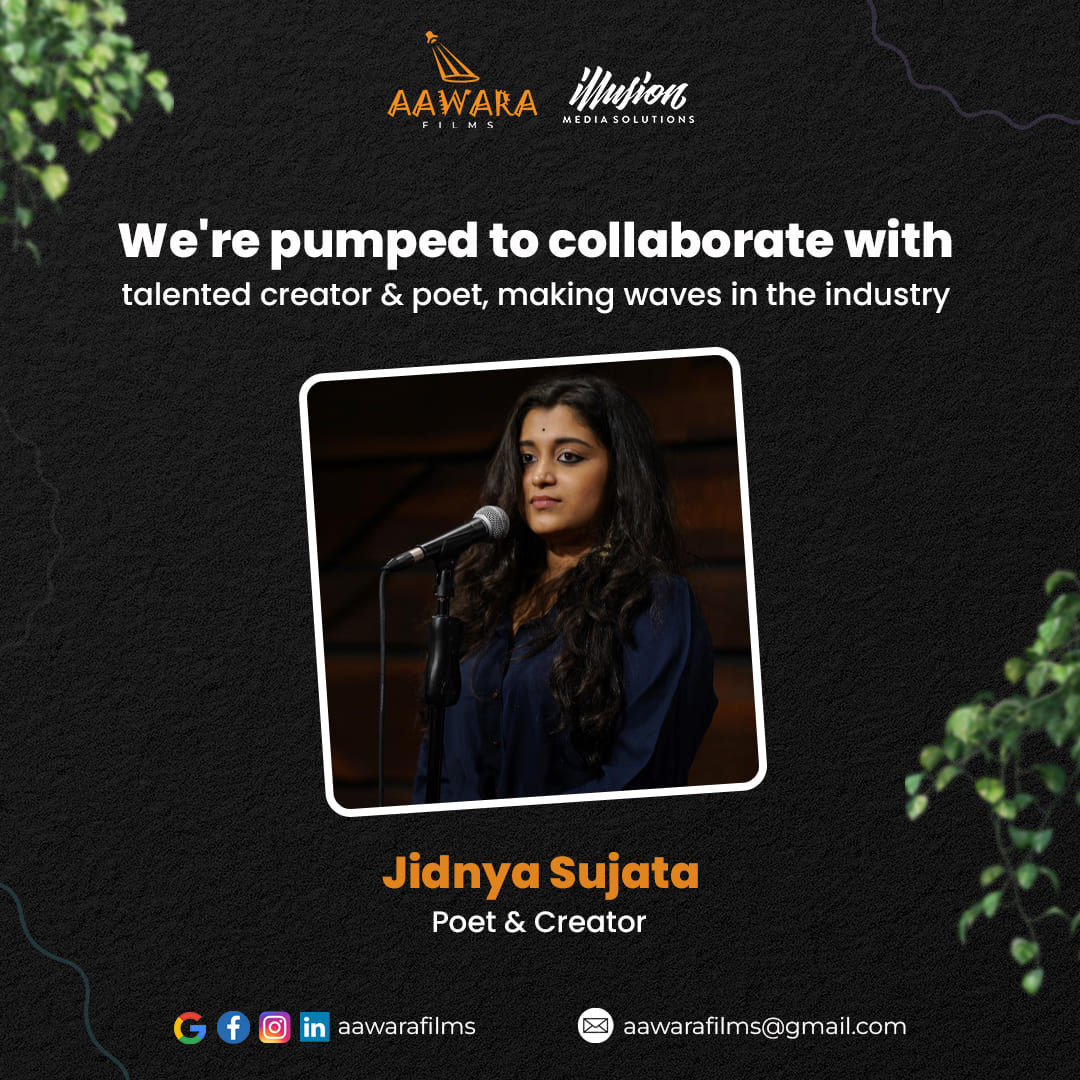 AAWARA
FILMS
illusion
MEDIA SOLUTIONS
We're pumped to collaborate with
talented creator & poet, making waves in the industry
Jidnya Sujata
Poet & Creator
aawarafilms
aawarafilms@gmail.com